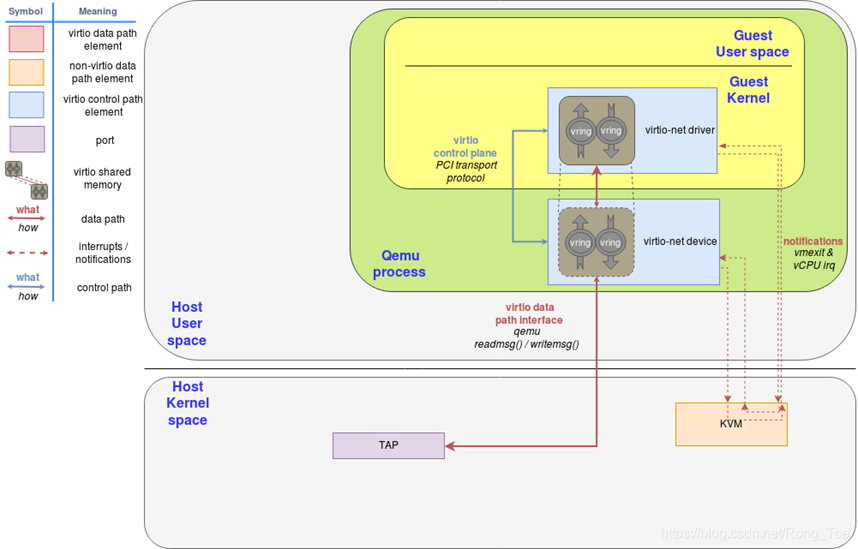 Symbol Meaning
virtio data path
element
non-virtio data
path element
virtio control path
element
port
virtio shared
memory
what
how
data path
interrupts /
notifications
what
how
control path
Guest
User space
Guest
Kernel
vring vring
virtio-net driver
virtio
control plane
PCI transport
protocol
vring vring
virtio-net device
Qemu
process
notifications
vmexit &
vCPU irq
Host
User
space
virtio data
path interface
qemu
readmsg() / writemsg()
Host
Kernel
space
TAP
KVM
https://blog.csdn.net/Rong_Toa